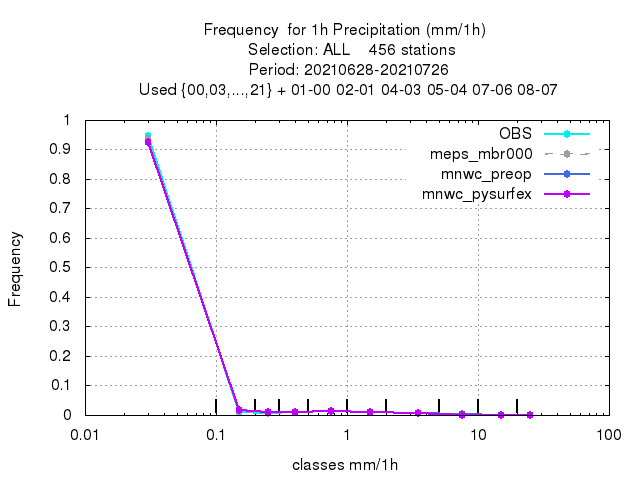 Frequency  for 1h Precipitation (mm/1h)
Selection: ALL    456 stations
Period: 20210628-20210726
Used {00,03,...,21} + 01-00 02-01 04-03 05-04 07-06 08-07
OBS
meps_mbr000
mnwc_preop
mnwc_pysurfex
1
0.9
0.8
0.7
0.6
0.5
0.4
0.3
0.2
0.1
0
Frequency
0.01
0.1
1
10
100
classes mm/1h